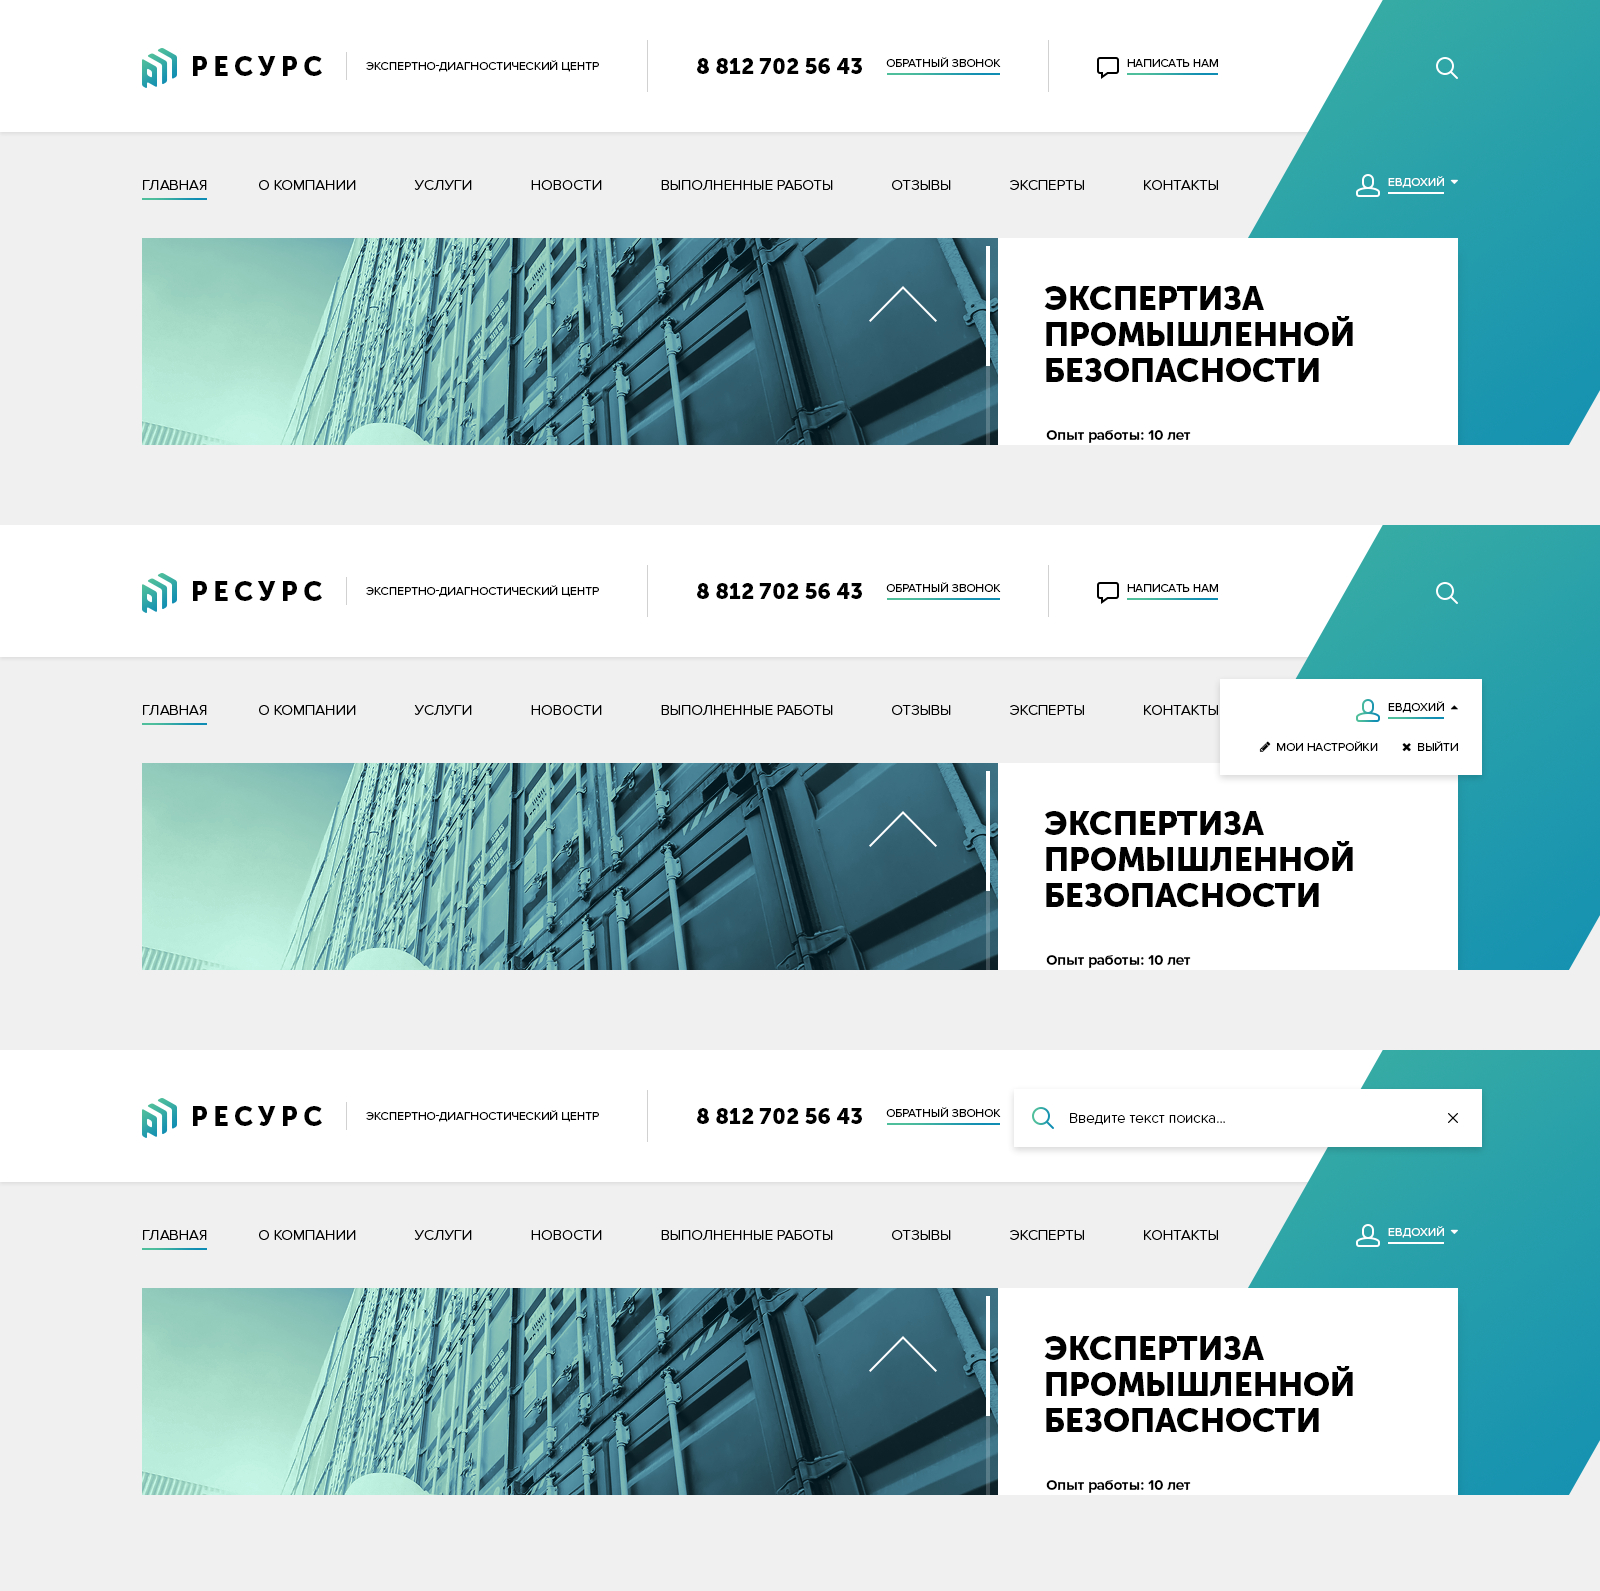 РЕСУРС
ЭКСПЕРТНО-ДИАГНОСТИЧЕСКИЙ ЦЕНТР
8 812 702 56 43
ОБРАТНЫЙ ЗВОНОК
НАПИСАТЬ НАМ
ГЛАВНАЯ
О КОМПАНИИ
УСЛУГИ
НОВОСТИ
ВЫПОЛНЕННЫЕ РАБОТЫ
ОТЗЫВЫ
ЭКСПЕРТЫ
КОНТАКТЫ
ЕВДОХИЙ
ЭКСПЕРТИЗА
ПРОМЫШЛЕННОЙ
БЕЗОПАСНОСТИ
Опыт работы: 10 лет
РЕСУРС
ЭКСПЕРТНО-ДИАГНОСТИЧЕСКИЙ ЦЕНТР
8 812 702 56 43
ОБРАТНЫЙ ЗВОНОК
НАПИСАТЬ НАМ
ГЛАВНАЯ
О КОМПАНИИ
УСЛУГИ
НОВОСТИ
ВЫПОЛНЕННЫЕ РАБОТЫ
ОТЗЫВЫ
ЭКСПЕРТЫ
КОНТАКТЫ
ЕВДОХИЙ
МОИ НАСТРОЙКИ
ВЫЙТИ
ЭКСПЕРТИЗА
ПРОМЫШЛЕННОЙ
БЕЗОПАСНОСТИ
Опыт работы: 10 лет
РЕСУРС
ЭКСПЕРТНО-ДИАГНОСТИЧЕСКИЙ ЦЕНТР
8 812 702 56 43
ОБРАТНЫЙ ЗВОНОК
Введите текст поиска...
ГЛАВНАЯ
О КОМПАНИИ
УСЛУГИ
НОВОСТИ
ВЫПОЛНЕННЫЕ РАБОТЫ
ОТЗЫВЫ
ЭКСПЕРТЫ
КОНТАКТЫ
ЕВДОХИЙ
ЭКСПЕРТИЗА
ПРОМЫШЛЕННОЙ
БЕЗОПАСНОСТИ
Опыт работы: 10 лет